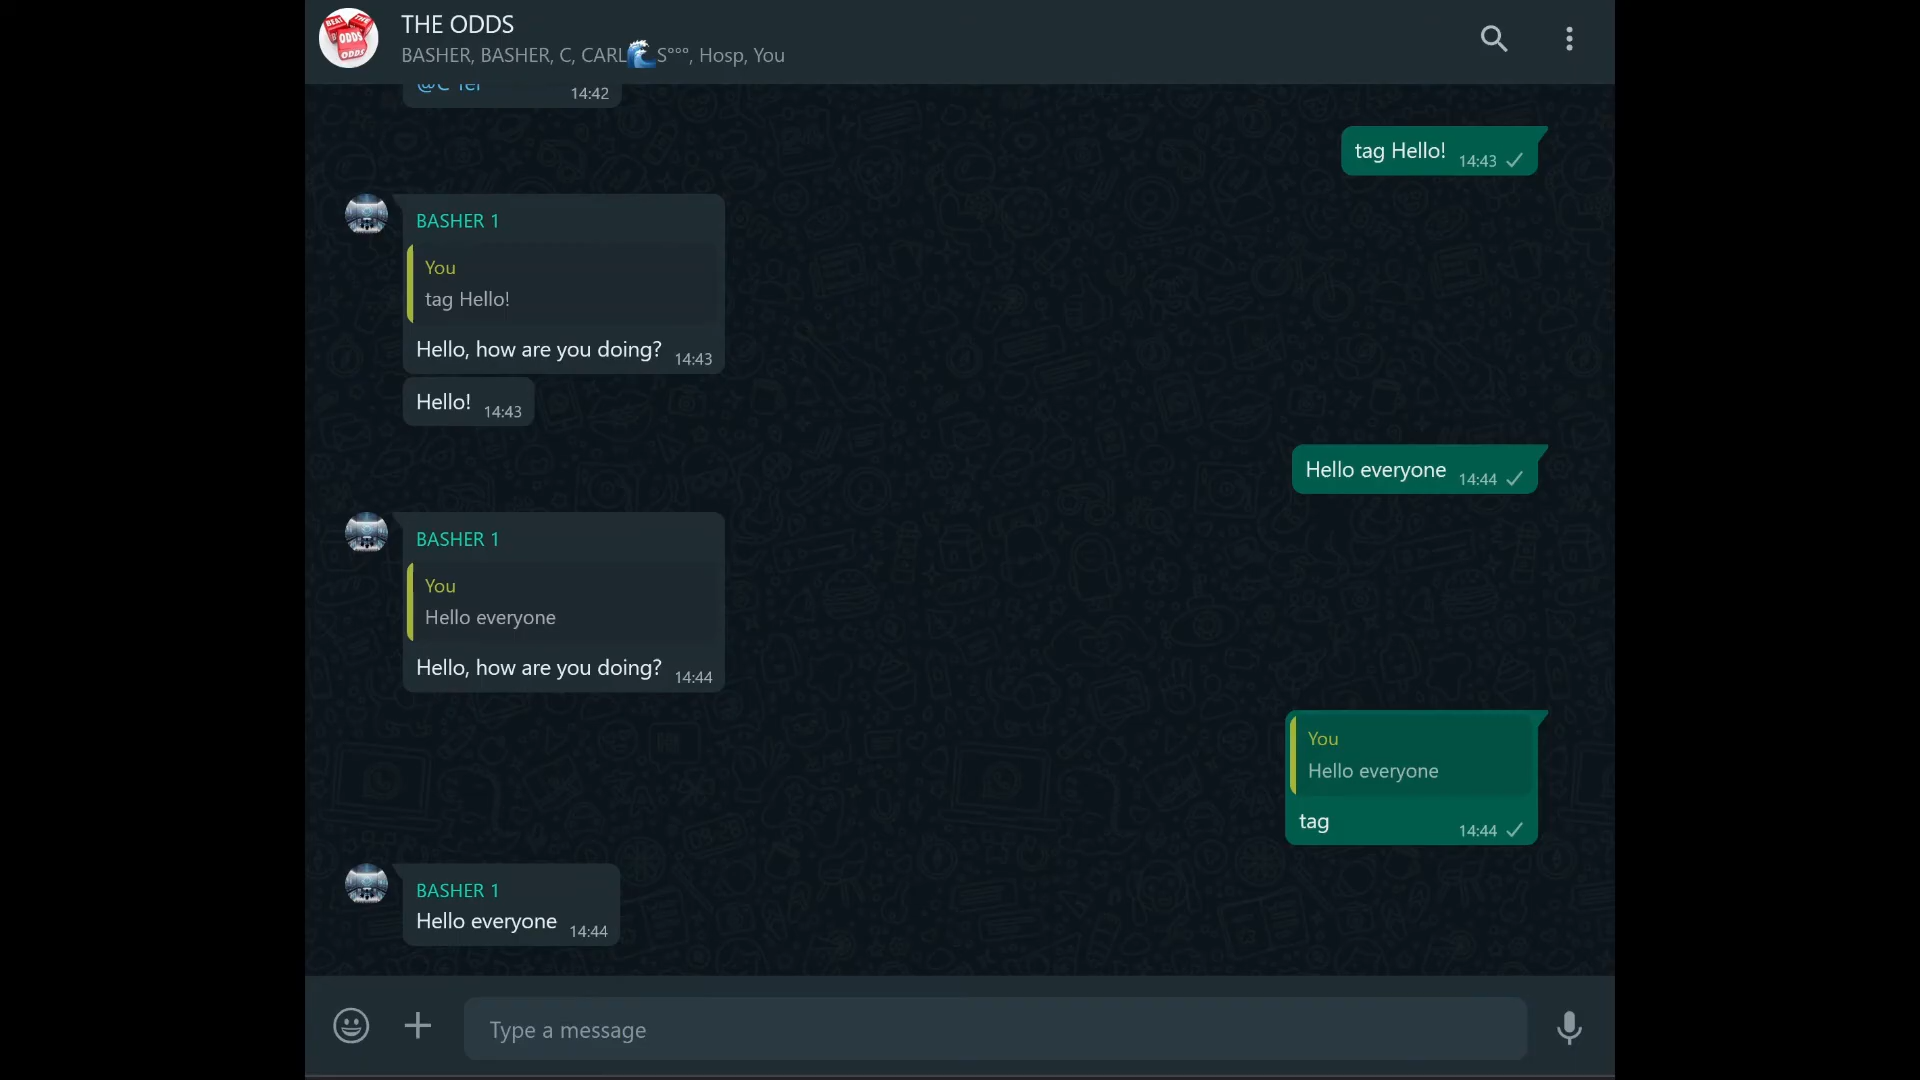 THE ODDS
BASHER, BASHER, C, CARL🌊S°°°, Hosp, You
14:42
tag Hello! 14:43
BASHER 1
You
tag Hello!
Hello, how are you doing? 14:43
Hello! 14:43
Hello everyone 14:44
BASHER 1
You
Hello everyone
Hello, how are you doing? 14:44
You
Hello everyone
tag 14:44
BASHER 1
Hello everyone 14:44
Type a message